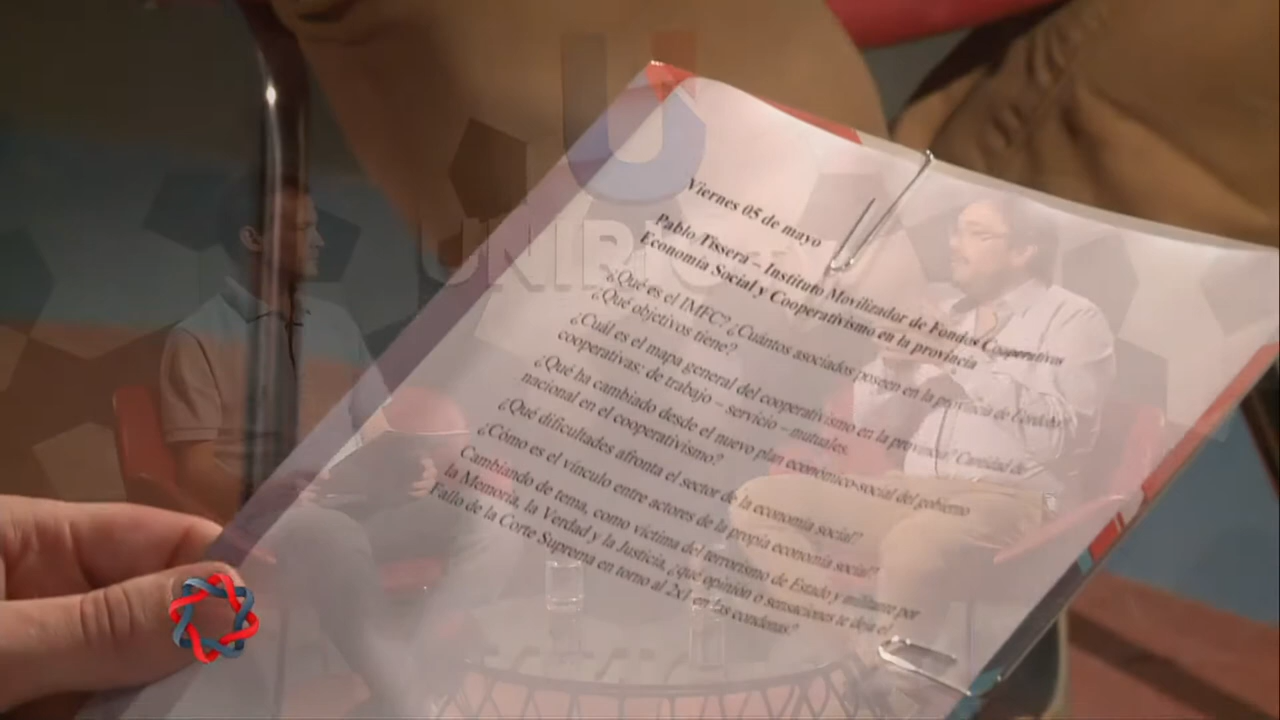 U
UNIRIO
Viernes 05 de mayo
Pablo Tissera – Instituto Movilizador de Fondos Cooperativos
Economía Social y Cooperativismo en la provincia
¿Qué es el IMFC? ¿Cuántos asociados poseen en la provincia de Córdoba?
¿Qué objetivos tiene?
¿Cuál es el mapa general del cooperativismo en la provincia? Cantidad de
cooperativas; de trabajo – servicio – mutuales.
¿Qué ha cambiado desde el nuevo plan económico-social del gobierno
nacional en el cooperativismo?
¿Qué dificultades afronta el sector de la economía social?
¿Cómo es el vínculo entre actores de la propia economía social?
Cambiando de tema, como víctima del terrorismo de Estado y militante por
la Memoria, la Verdad y la Justicia, ¿qué opinión o sensaciones te deja el
Fallo de la Corte Suprema en torno al 2x1 en las condenas?